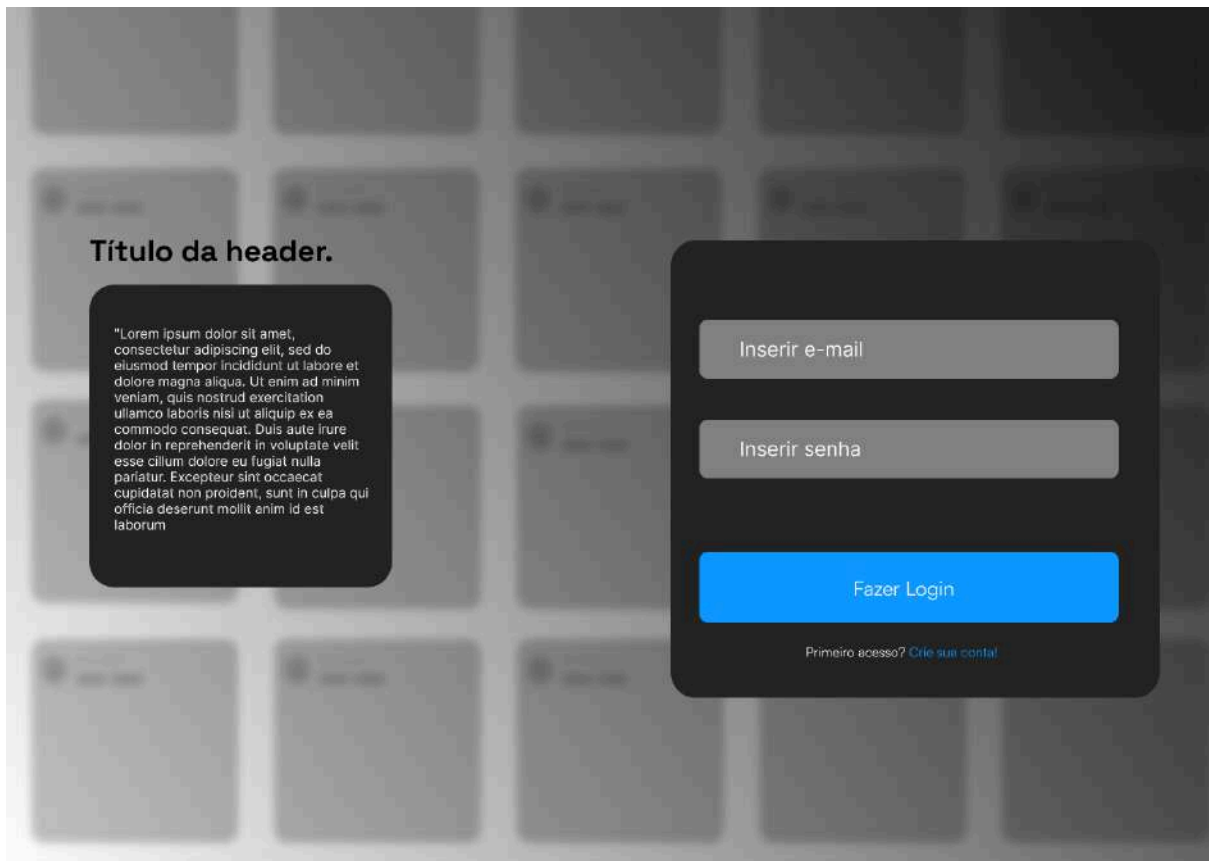 Título da header.
"Lorem ipsum dolor sit amet,
consectetur adipiscing elit, sed do
eiusmod tempor incididunt ut labore et
dolore magna aliqua. Ut enim ad minim
veniam, quis nostrud exercitation
ullamco laboris nisi ut aliquip ex ea
commodo consequat. Duis aute irure
dolor in reprehenderit in voluptate velit
esse cillum dolore eu fugiat nulla
pariatur. Excepteur sint occaecat
cupidatat non proident, sunt in culpa qui
officia deserunt mollit anim id est
laborum
Inserir e-mail
Inserir senha
Fazer Login
Primeiro acesso? Crie sua conta!